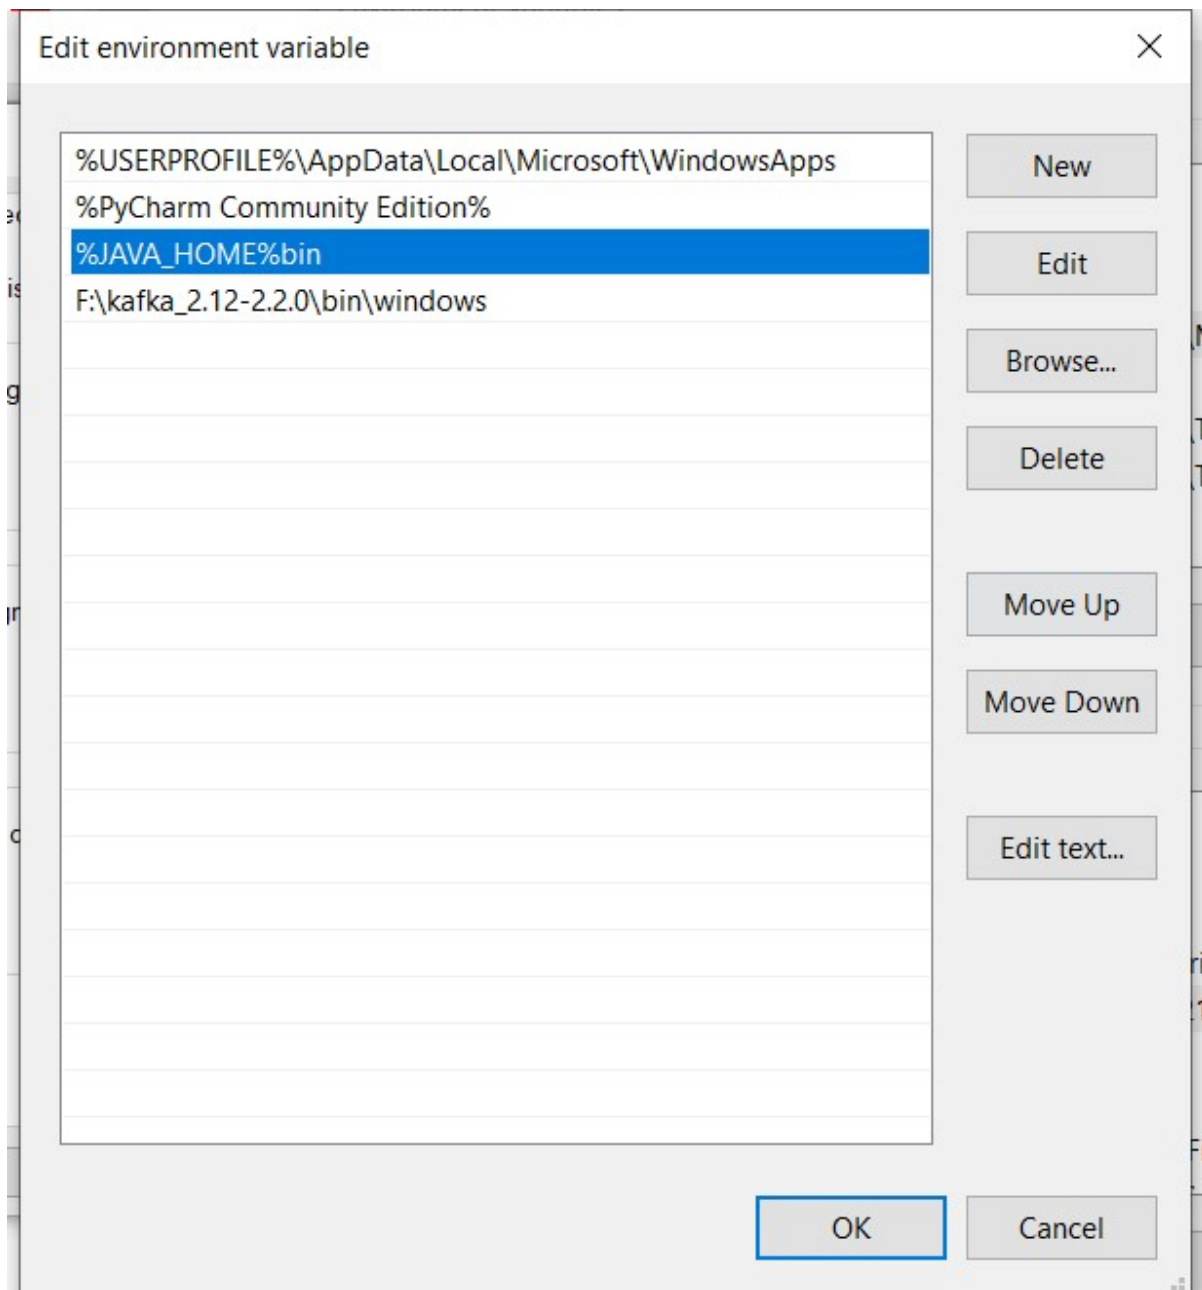 Edit environment variable
%USERPROFILE%\AppData\Local\Microsoft\WindowsApps
%PyCharm Community Edition%
%JAVA_HOME%bin
F:\kafka_2.12-2.2.0\bin\windows
New
Edit
Browse...
Delete
Move Up
Move Down
Edit text...
OK
Cancel